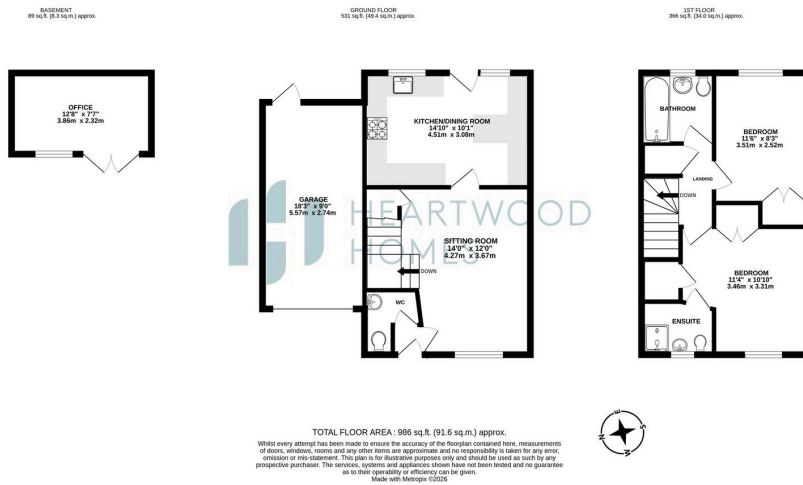 BASEMENT
89 sq.ft. (8.3 sq.m.) approx.
GROUND FLOOR
531 sq.ft. (49.4 sq.m.) approx.
1ST FLOOR
366 sq.ft. (34.0 sq.m.) approx.
OFFICE
12'8" x 7'7"
3.86m x 2.32m
KITCHEN/DINING ROOM
14'10" x 10'1"
4.51m x 3.08m
BATHROOM
BEDROOM
11'6" x 8'3"
3.51m x 2.52m
LANDING
DOWN
GARAGE
18'3" x 9'0"
5.57m x 2.74m
HEARTWOOD
HOMES
SITTING ROOM
14'0" x 12'0"
4.27m x 3.67m
DOWN
WC
BEDROOM
11'4" x 10'10"
3.46m x 3.31m
ENSUITE
TOTAL FLOOR AREA : 986 sq.ft. (91.6 sq.m.) approx.
Whilst every attempt has been made to ensure the accuracy of the floorplan contained here, measurements
of doors, windows, rooms and any other items are approximate and no responsibility is taken for any error,
omission or mis-statement. This plan is for illustrative purposes only and should be used as such by any
prospective purchaser. The services, systems and appliances shown have not been tested and no guarantee
as to their operability or efficiency can be given.
Made with Metropix ©2026
N
E
S
W